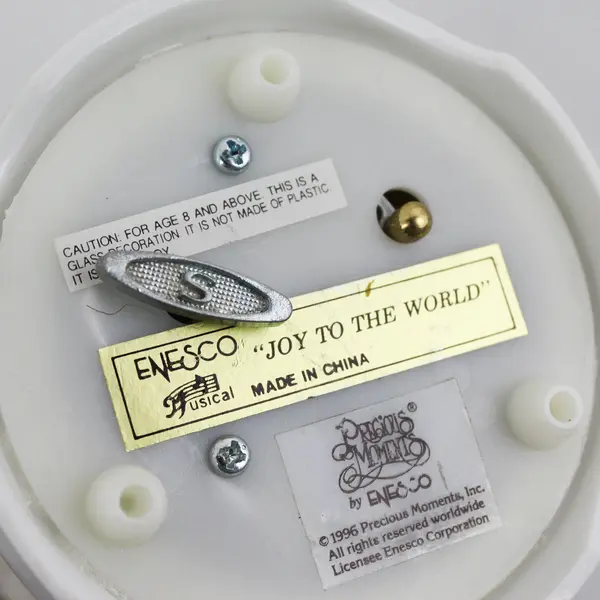 CAUTION: FOR AGE 8 AND ABOVE. THIS IS A
GLASS DECORATION IT IS NOT MADE OF PLASTIC
IT IS
S
ENESCO "JOY TO THE WORLD"
Musical MADE IN CHINA
PRECIOUS MOMENTS®
by ENESCO
© 1996 Precious Moments, Inc.
All rights reserved worldwide
Licensee Enesco Corporation